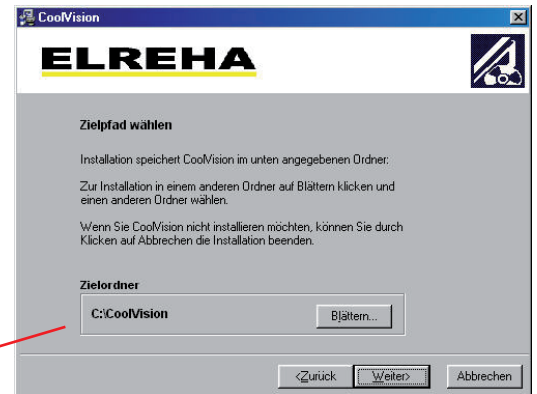 CoolVision
ELREHA
Zielpfad wählen
Installation speichert CoolVision im unten angegebenen Ordner:
Zur Installation in einem anderen Ordner auf Blättern klicken und
einen anderen Ordner wählen.
Wenn Sie CoolVision nicht installieren möchten, können Sie durch
Klicken auf Abbrechen die Installation beenden.
Zielordner
C:\CoolVision
Blättern...
<Zurück
Weiter>
Abbrechen